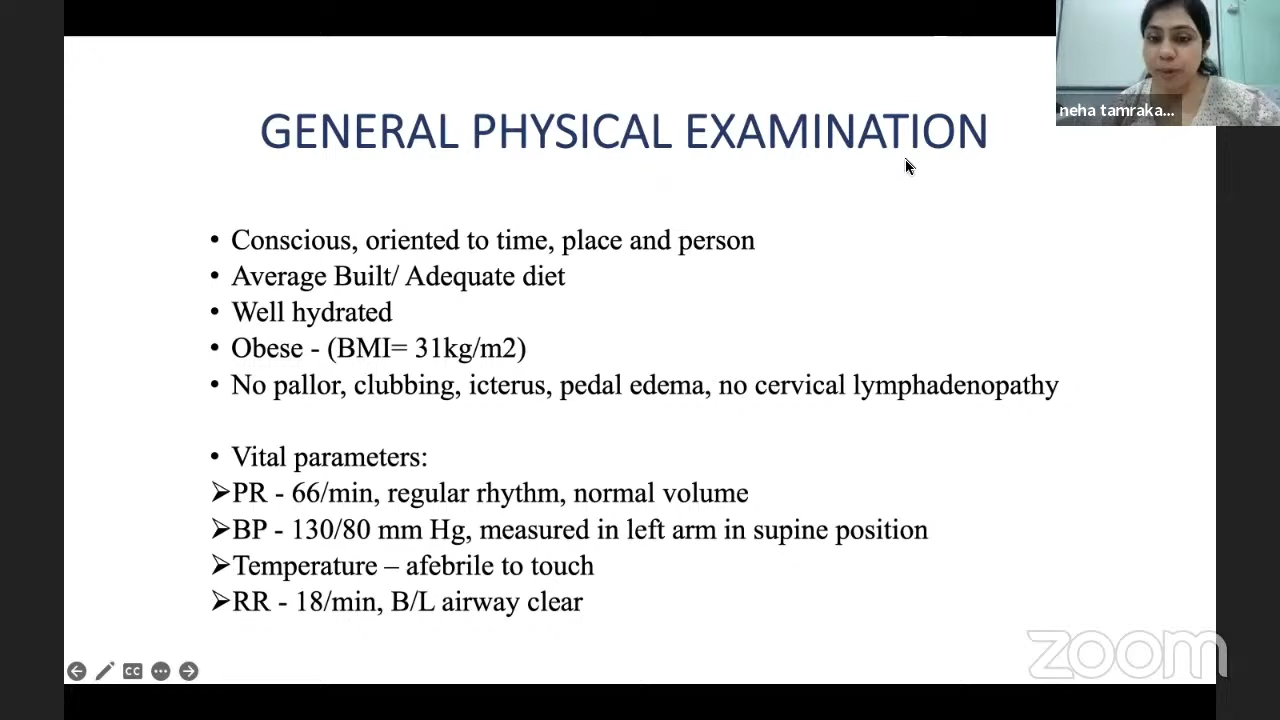 neha tamraka...
GENERAL PHYSICAL EXAMINATION
• Conscious, oriented to time, place and person
• Average Built/ Adequate diet
• Well hydrated
• Obese - (BMI= 31kg/m2)
• No pallor, clubbing, icterus, pedal edema, no cervical lymphadenopathy
• Vital parameters:
➢PR - 66/min, regular rhythm, normal volume
➢BP - 130/80 mm Hg, measured in left arm in supine position
➢Temperature – afebrile to touch
➢RR - 18/min, B/L airway clear
CC
zoom